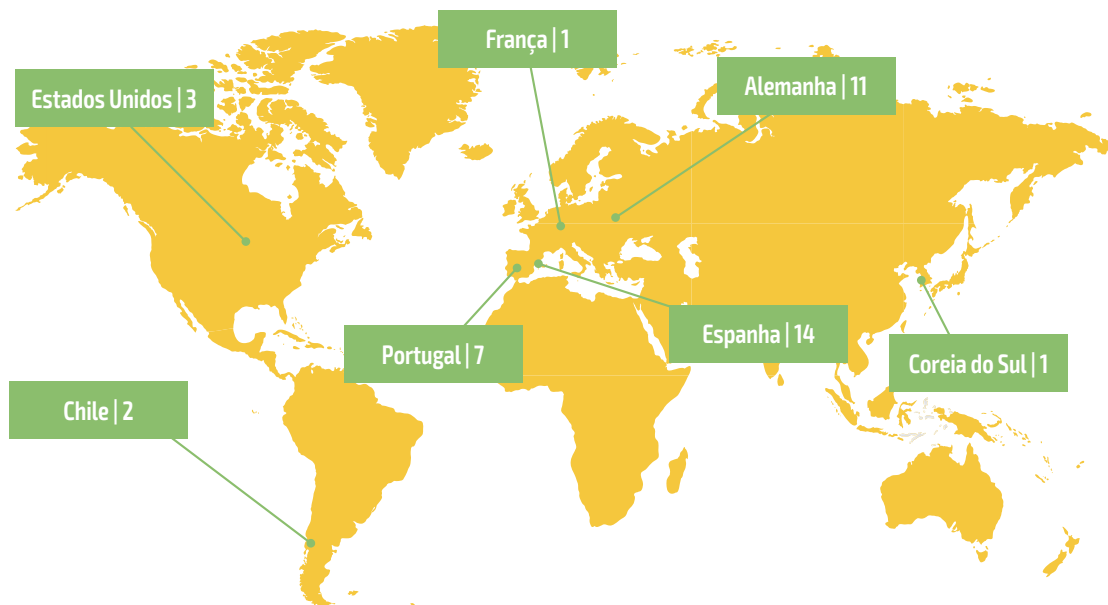 França | 1
Estados Unidos | 3
Alemanha | 11
Portugal | 7
Espanha | 14
Coreia do Sul | 1
Chile | 2